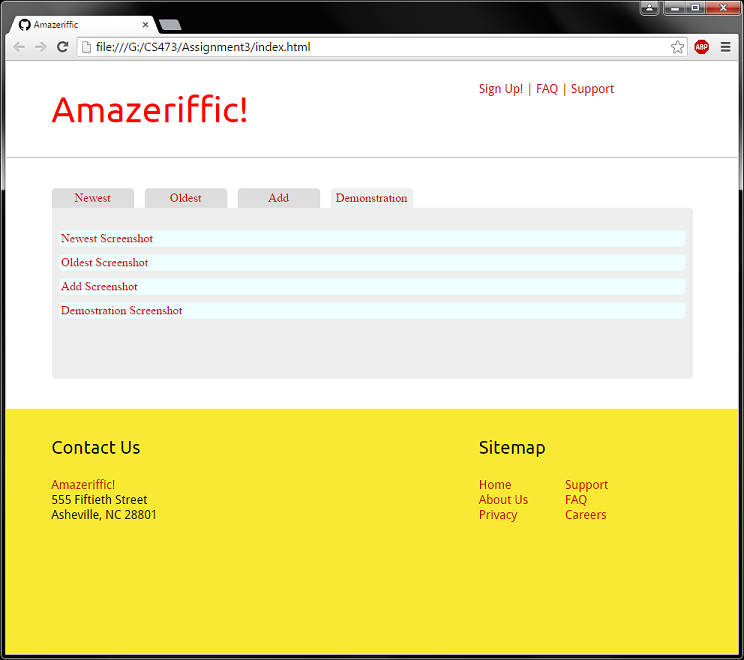 Amazeriffic
file:///G:/CS473/Assignment3/index.html
ABP
Amazeriffic!
Sign Up! | FAQ | Support
Newest Oldest Add Demonstration
Newest Screenshot
Oldest Screenshot
Add Screenshot
Demostration Screenshot
Contact Us
Amazeriffic!
555 Fiftieth Street
Asheville, NC 28801
Sitemap
Home Support
About Us FAQ
Privacy Careers